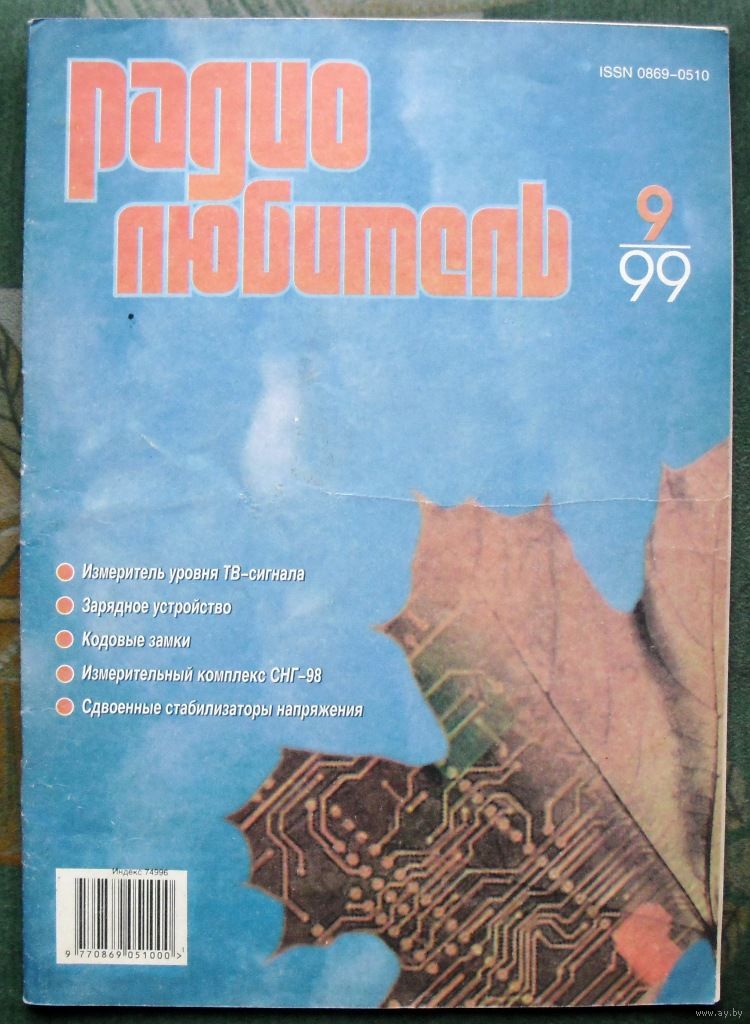 ISSN 0869-0510
радио
любитель
9
99
Измеритель уровня ТВ-сигнала
Зарядное устройство
Кодовые замки
Измерительный комплекс СНГ-98
Сдвоенные стабилизаторы напряжения
Индекс 74996
9 770869 051000 >
www.ay.by